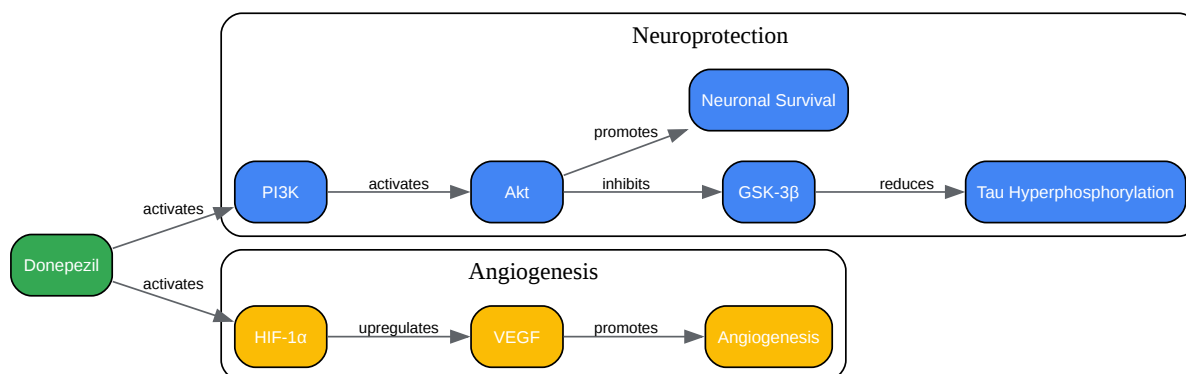 Neuroprotection
Neuronal Survival
promotes
PI3K
activates
Akt
inhibits
GSK-3β
reduces
Tau Hyperphosphorylation
activates
Donepezil
activates
Angiogenesis
HIF-1α
upregulates
VEGF
promotes
Angiogenesis